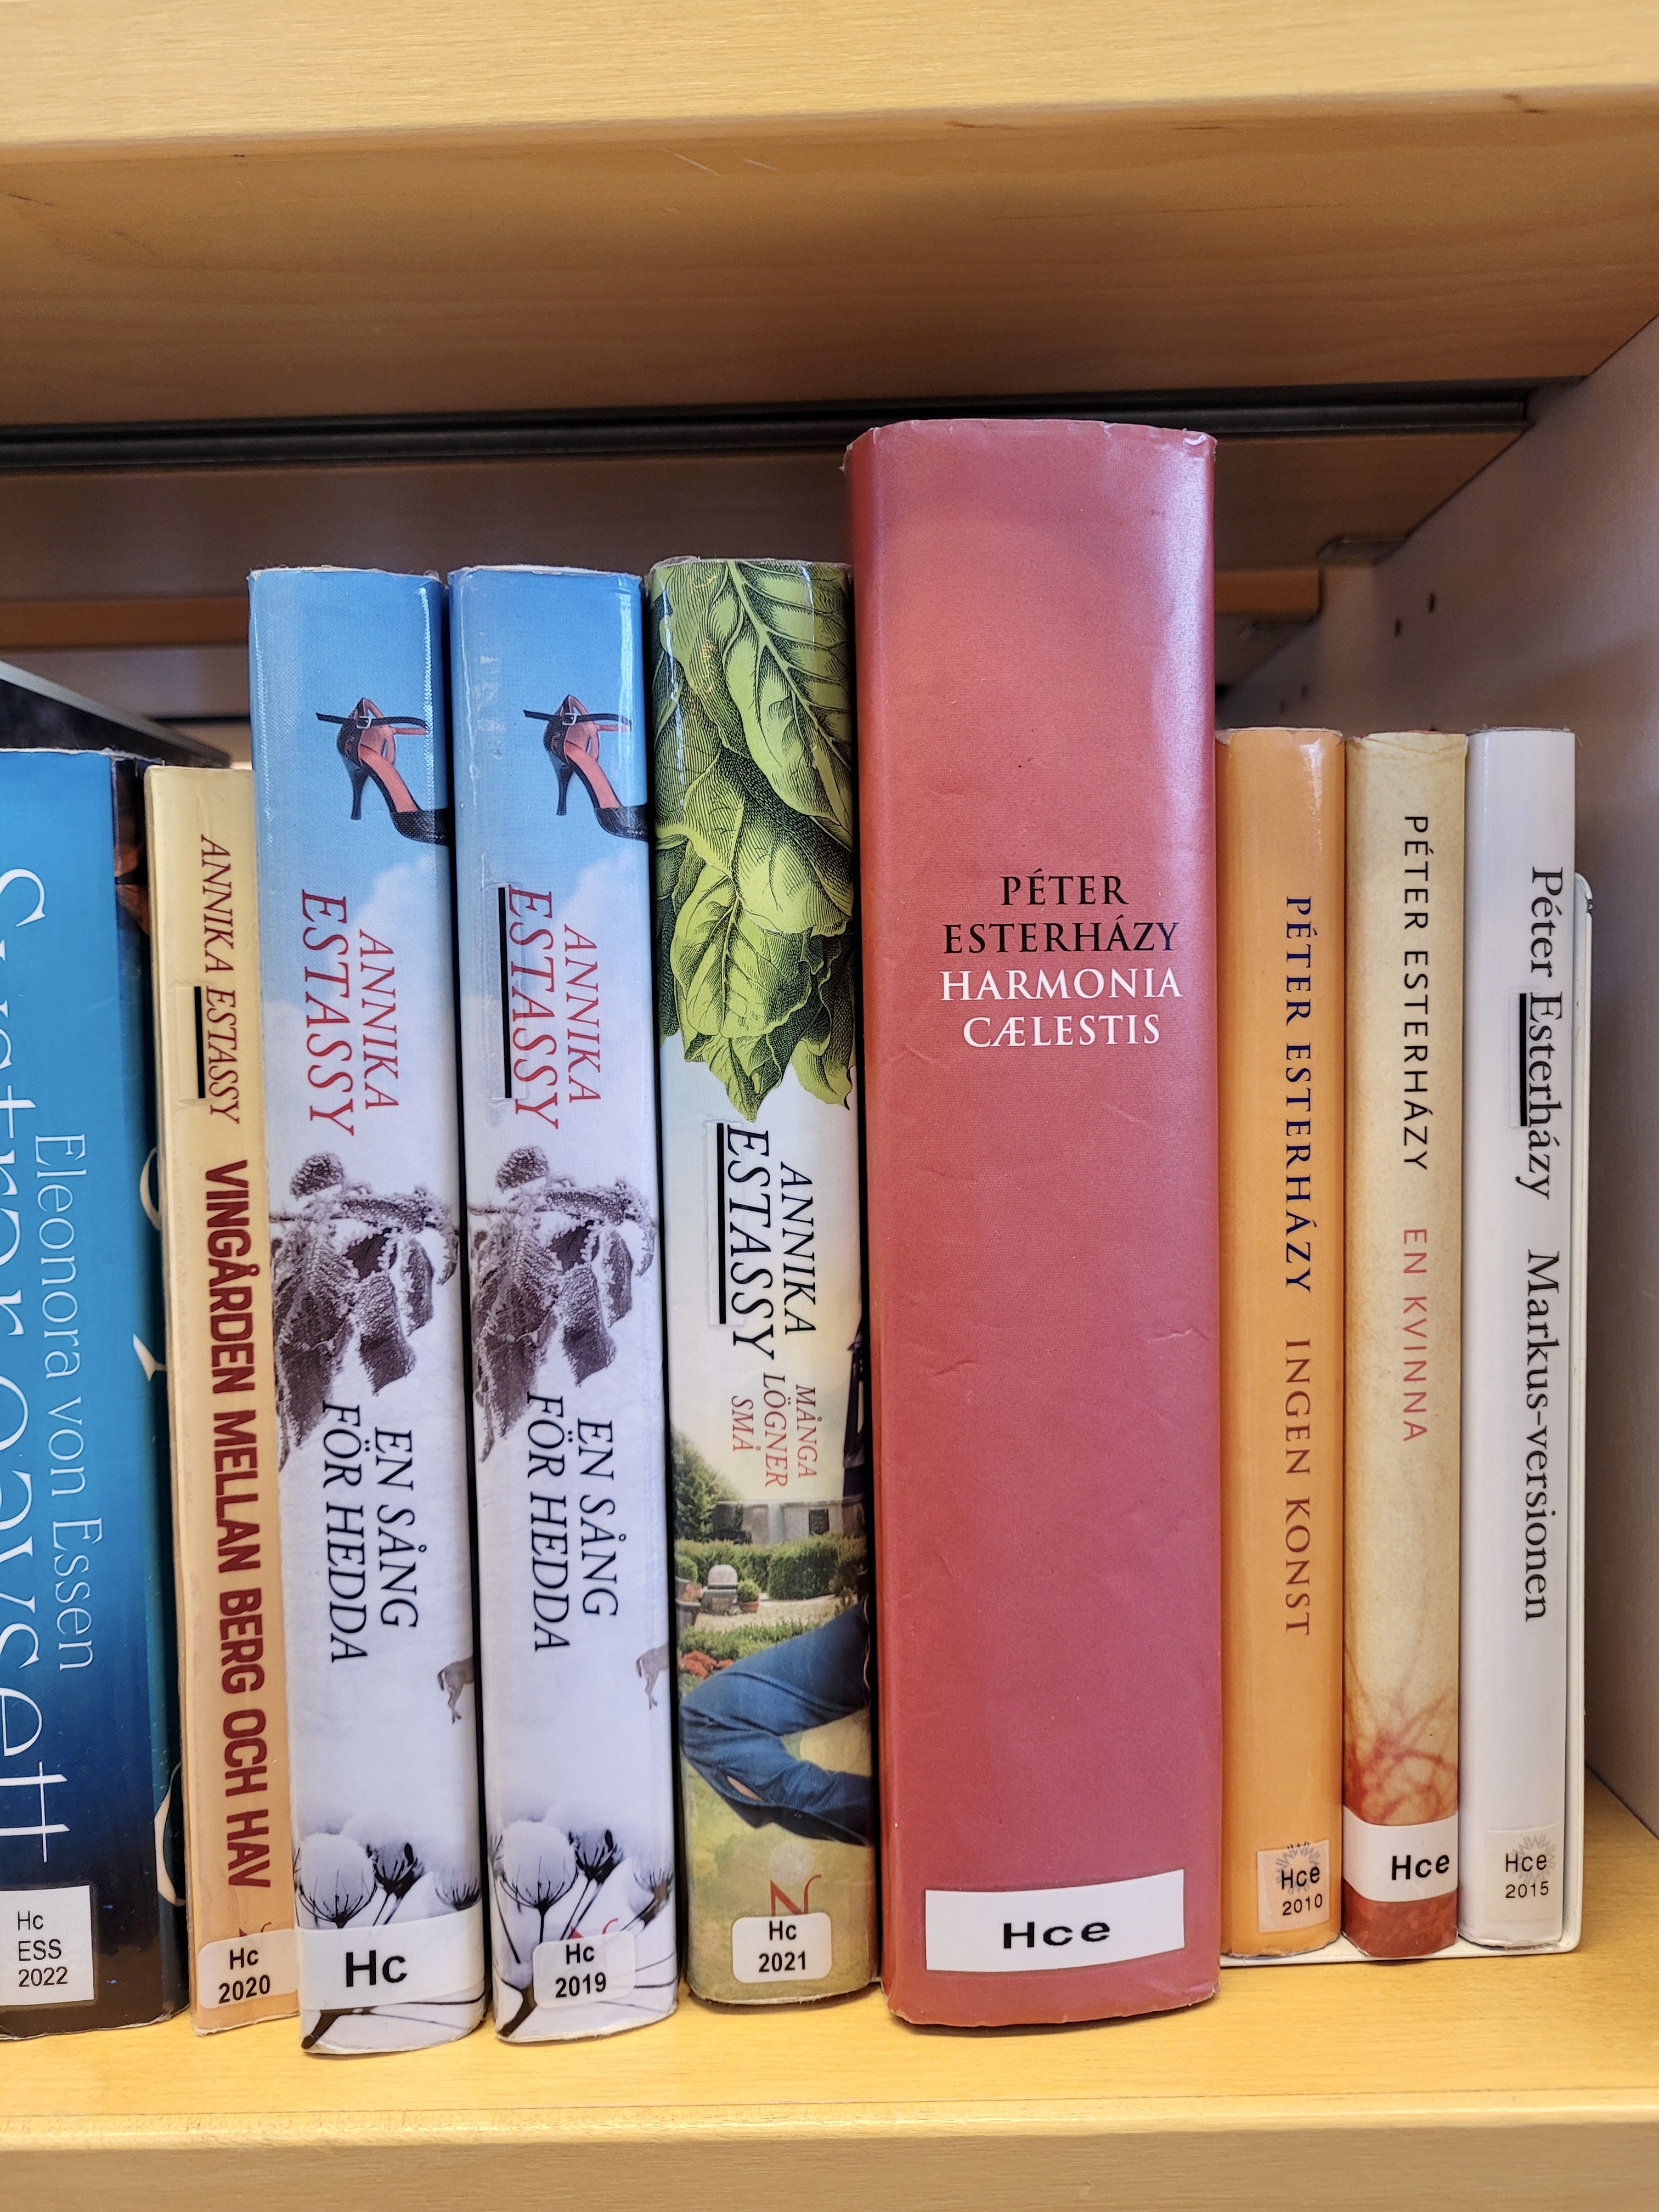 Eleonora von Essen
Hc
ESS
2022
ANNIKA ESTASSY VINGÅRDEN MELLAN BERG OCH HAV
Hc
2020
ANNIKA
ESTASSY
EN SÅNG
FÖR HEDDA
Hc
ANNIKA
ESTASSY
EN SÅNG
FÖR HEDDA
Hc
2019
ANNIKA
ESTASSY
MÅNGA
LÖGNER
SMÅ
Hc
2021
PÉTER
ESTERHÁZY
HARMONIA
CÆLESTIS
Hce
PÉTER ESTERHÁZY INGEN KONST
Hce
2010
PÉTER ESTERHÁZY EN KVINNA
Hce
Péter Esterházy Markus-versionen
Hce
2015